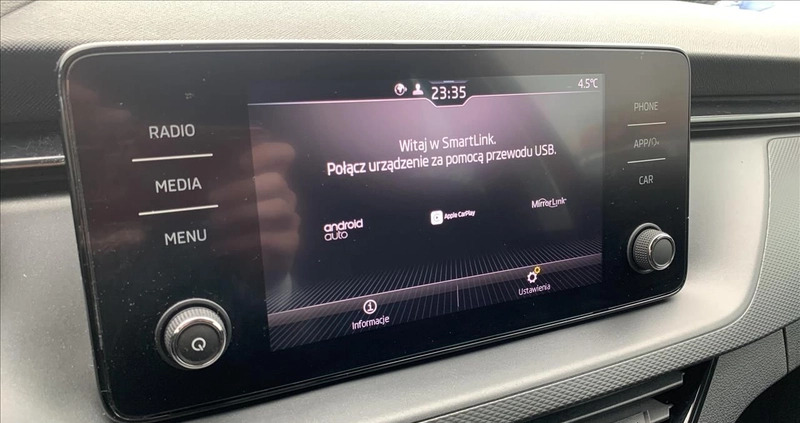 23:35
4.5°C
RADIO
MEDIA
MENU
Witaj w SmartLink.
Połącz urządzenie za pomocą przewodu USB.
android
auto
Apple CarPlay
MirrorLink
Informacje
Ustawienia
PHONE
APP/
CAR